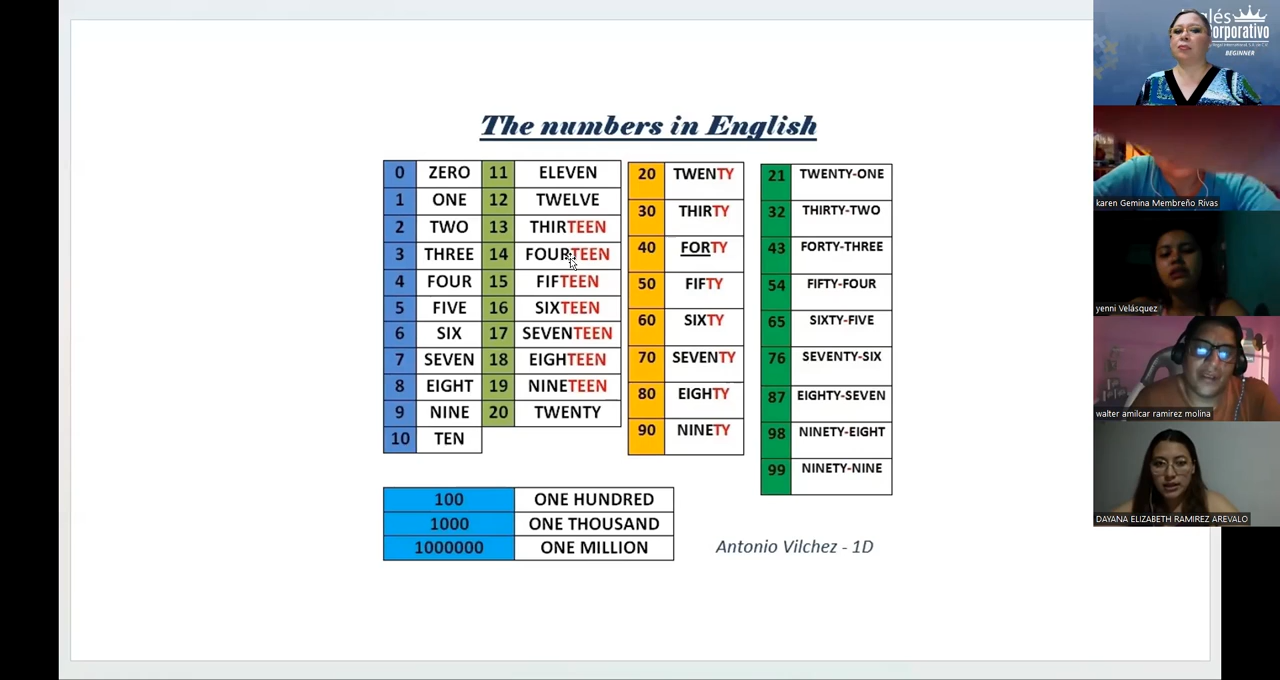 The numbers in English
0 ZERO 11 ELEVEN
1 ONE 12 TWELVE
2 TWO 13 THIRTEEN
3 THREE 14 FOURTEEN
4 FOUR 15 FIFTEEN
5 FIVE 16 SIXTEEN
6 SIX 17 SEVENTEEN
7 SEVEN 18 EIGHTEEN
8 EIGHT 19 NINETEEN
9 NINE 20 TWENTY
10 TEN
20 TWENTY
30 THIRTY
40 FORTY
50 FIFTY
60 SIXTY
70 SEVENTY
80 EIGHTY
90 NINETY
21 TWENTY-ONE
32 THIRTY-TWO
43 FORTY-THREE
54 FIFTY-FOUR
65 SIXTY-FIVE
76 SEVENTY-SIX
87 EIGHTY-SEVEN
98 NINETY-EIGHT
99 NINETY-NINE
100 ONE HUNDRED
1000 ONE THOUSAND
1000000 ONE MILLION
Antonio Vilchez - 1D
BEGINNER
karen Gemina Membreño Rivas
yenni Velásquez
walter amilcar ramirez molina
DAYANA ELIZABETH RAMIREZ AREVALO